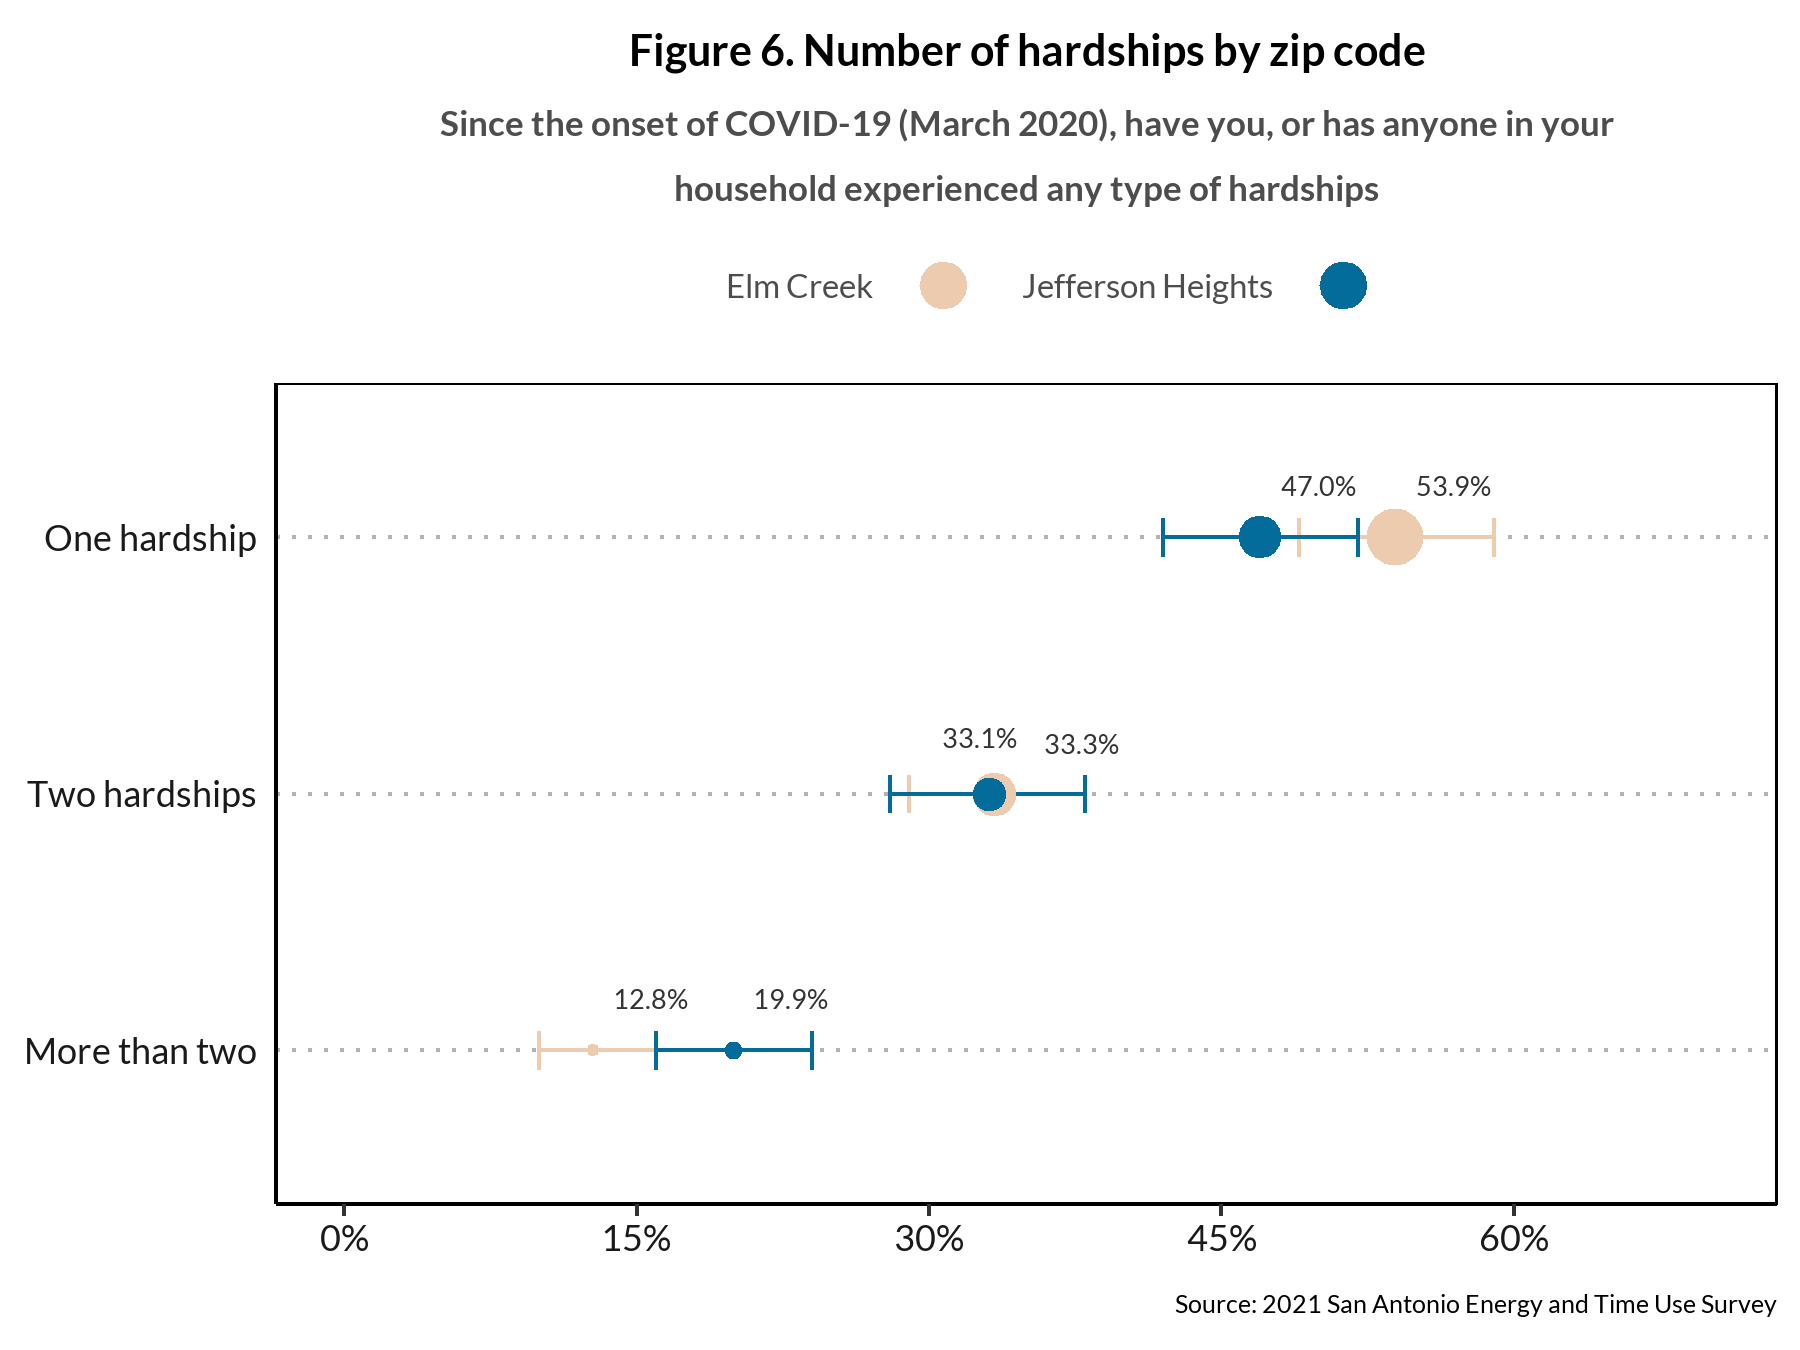 Figure 6. Number of hardships by zip code
Since the onset of COVID-19 (March 2020), have you, or has anyone in your
household experienced any type of hardships
Elm Creek Jefferson Heights
47.0% 53.9%
One hardship
33.1% 33.3%
Two hardships
12.8% 19.9%
More than two
0% 15% 30% 45% 60%
Source: 2021 San Antonio Energy and Time Use Survey